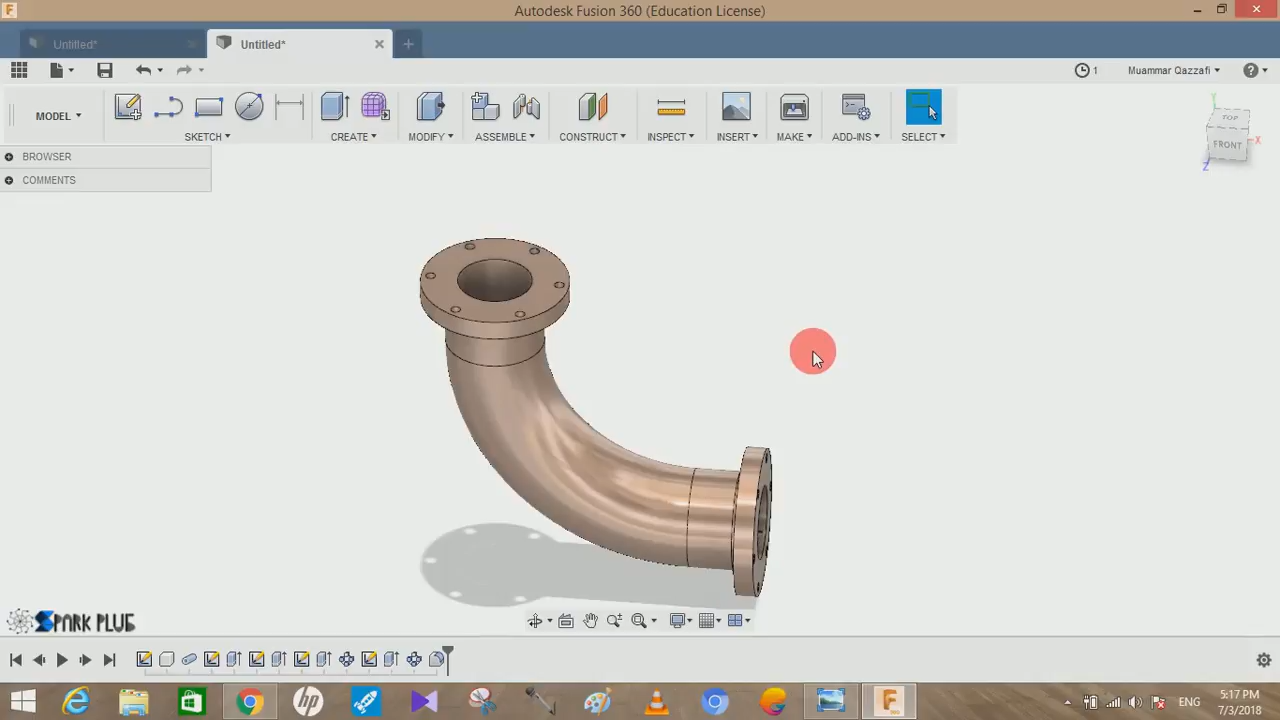 Autodesk Fusion 360 (Education License)
Untitled*
Untitled*
1
Muammar Qazzafi
MODEL
SKETCH
CREATE
MODIFY
ASSEMBLE
CONSTRUCT
INSPECT
INSERT
MAKE
ADD-INS
SELECT
BROWSER
COMMENTS
Y
TOP
FRONT
X
Z
SPARK PLUG
ENG
5:17 PM
7/3/2018